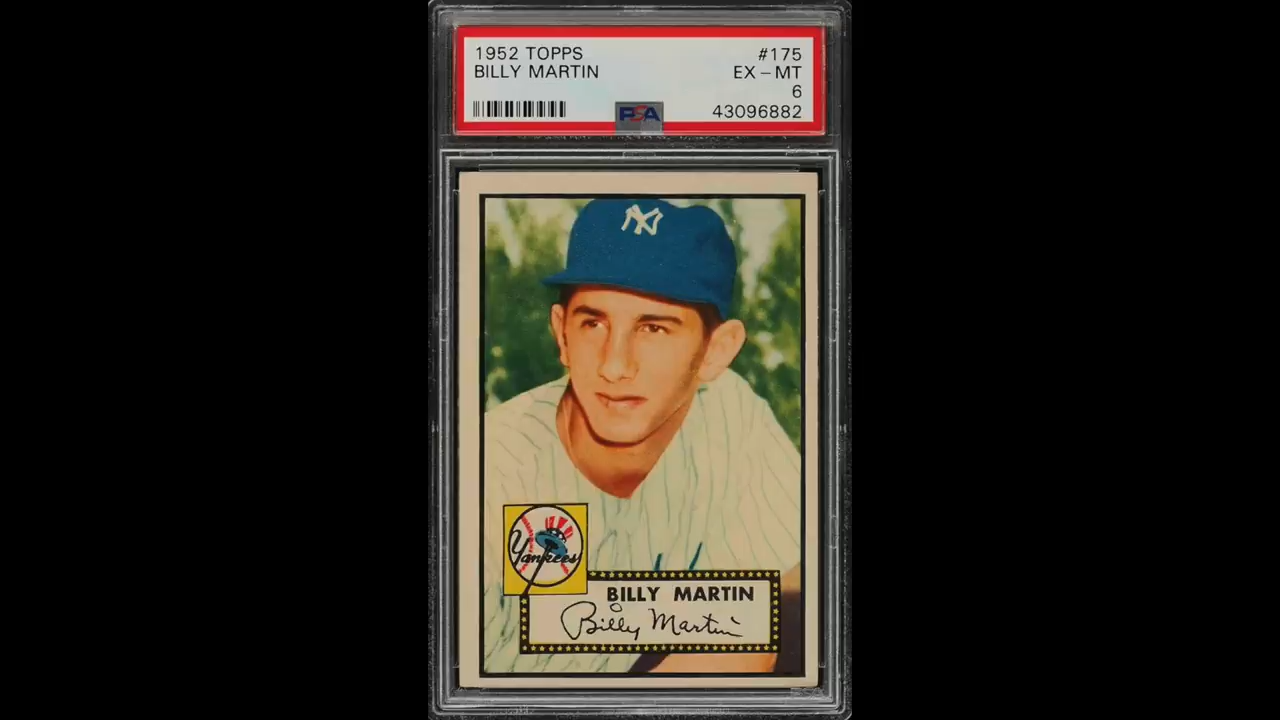 1952 TOPPS #175
BILLY MARTIN EX - MT
6
PSA 43096882
NY
Yankees
BILLY MARTIN
Billy Martin